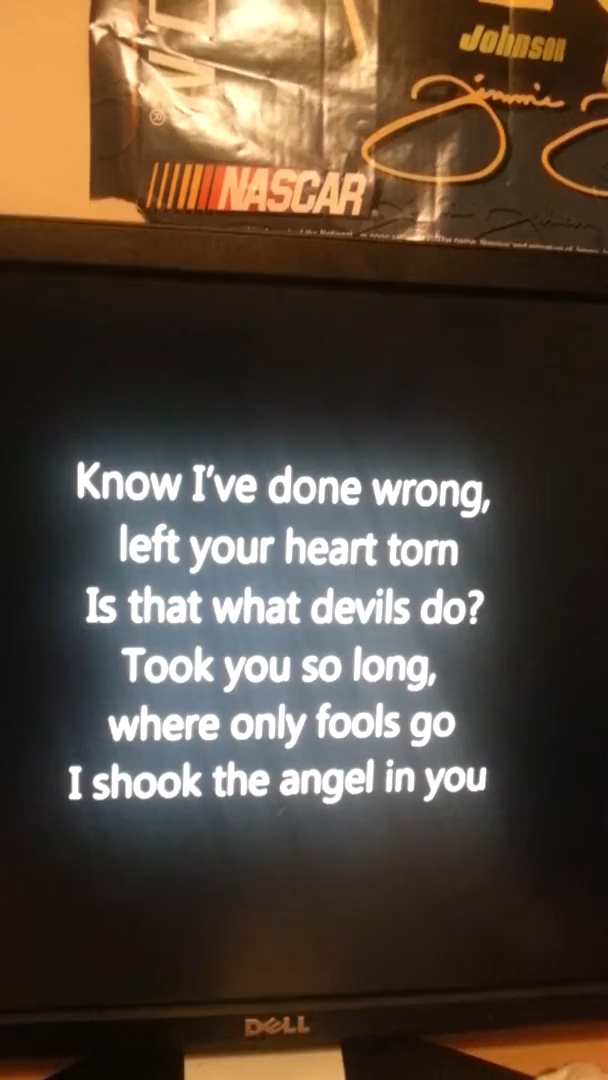 Johnson
Jimmie
®
NASCAR
Know I've done wrong,
left your heart torn
Is that what devils do?
Took you so long,
where only fools go
I shook the angel in you
DELL